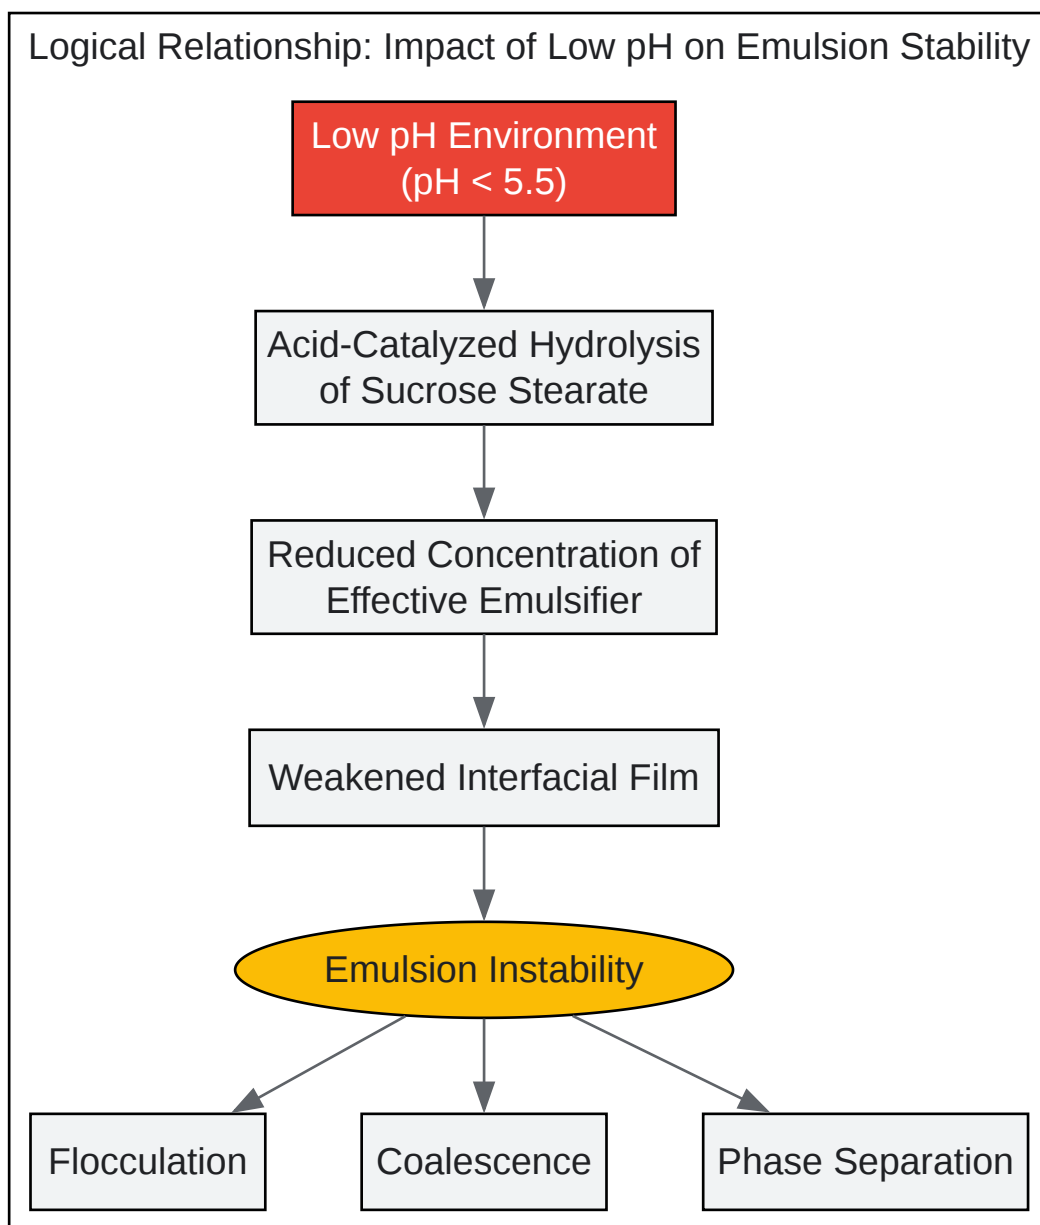 Logical Relationship: Impact of Low pH on Emulsion Stability
Low pH Environment
(pH < 5.5)
Acid-Catalyzed Hydrolysis
of Sucrose Stearate
Reduced Concentration of
Effective Emulsifier
Weakened Interfacial Film
Emulsion Instability
Flocculation
Coalescence
Phase Separation